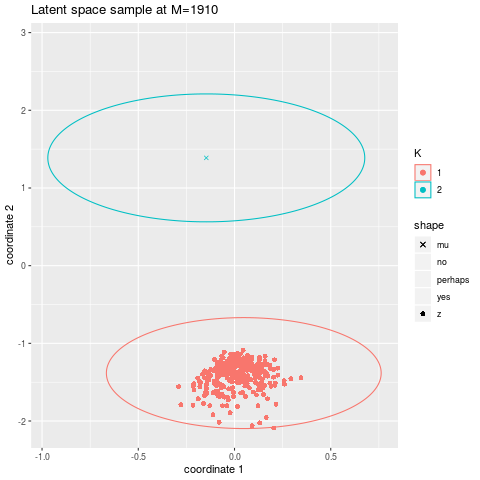 Latent space sample at M=1910
3
2
1
0
-1
-2
coordinate 2
-1.0
-0.5
0.0
0.5
coordinate 1
K
1
2
shape
mu
no
perhaps
yes
z